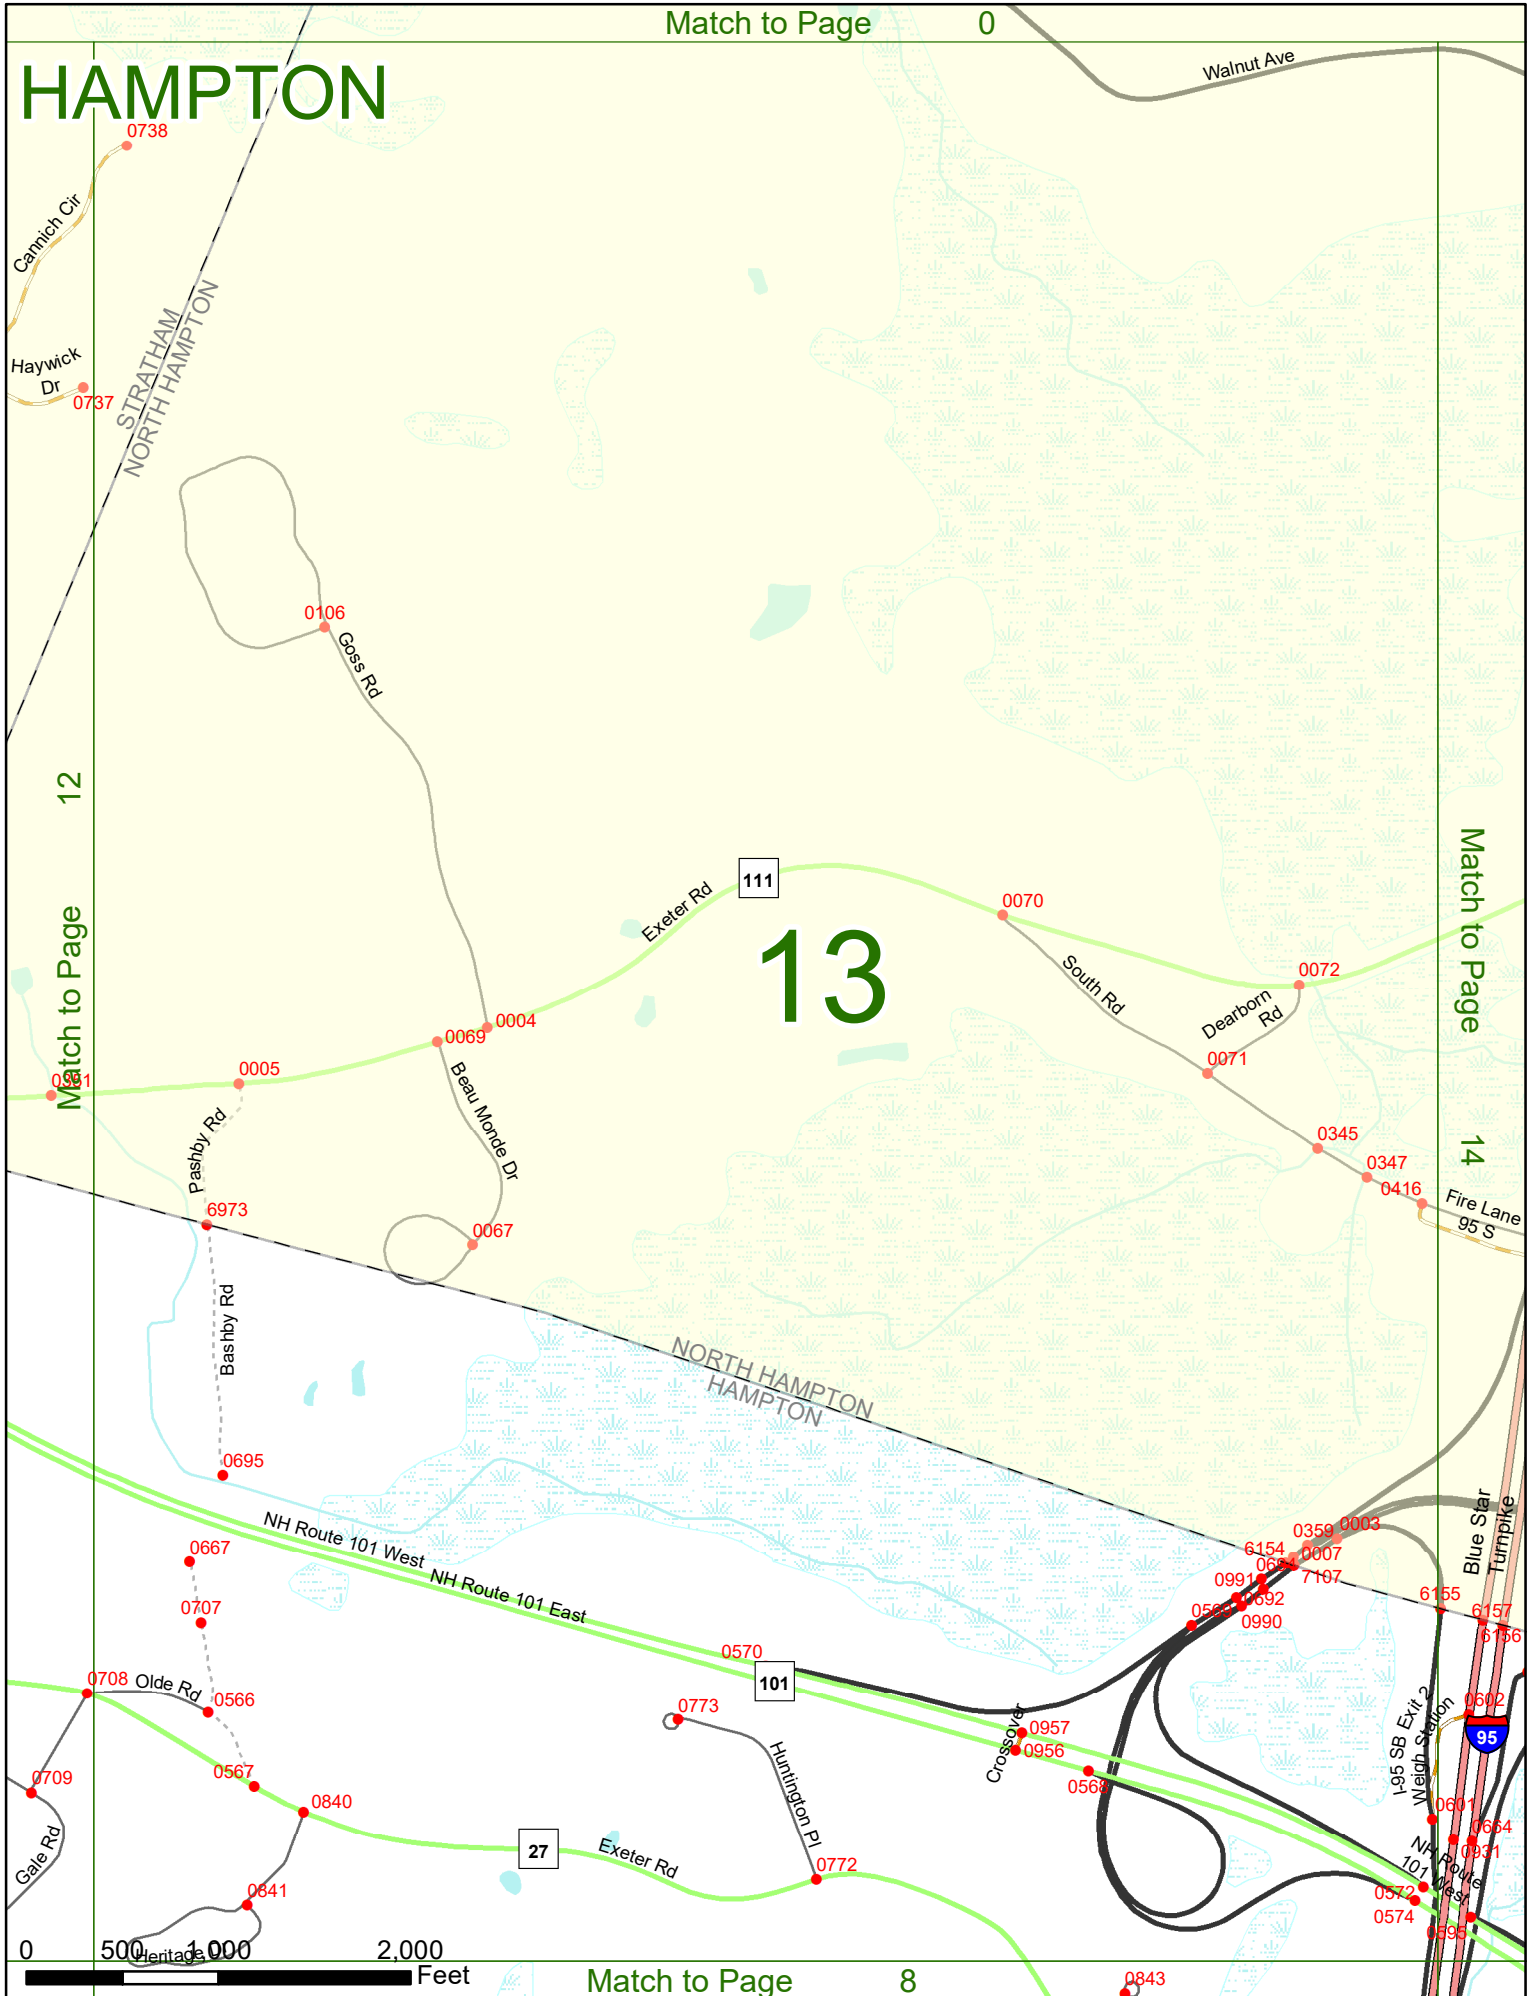 Match to Page 0
HAMPTON
Walnut Ave
0738
Cannich Cir
STRATHAM
NORTH HAMPTON
Haywick
Dr
0737
0106
Goss Rd
Match to Page 12
111
Exeter Rd
13
0070
South Rd
0072
Dearborn
Rd
0071
Match to Page 14
0004
0069
0005
0351
Beau Monde Dr
Pashby Rd
0345
0347
0416
Fire Lane
95 S
6973
0067
Bashby Rd
NORTH HAMPTON
HAMPTON
0695
NH Route 101 West
NH Route 101 East
0667
0707
0359
0003
6154
0007
0694
7107
0991
0692
0569
0990
Blue Star
Turnpike
6155
6157
6156
0570
101
0708
Olde Rd
0566
0773
0957
Crossover
0956
0568
I-95 SB Exit 2
Weigh Station
0602
95
0709
0567
0840
Huntington Pl
0601
0664
0931
Gale Rd
27
Exeter Rd
0772
NH Route
101 West
0572
0574
0595
0841
Heritage Dr
0 500 1,000 2,000
Feet
Match to Page 8
0843